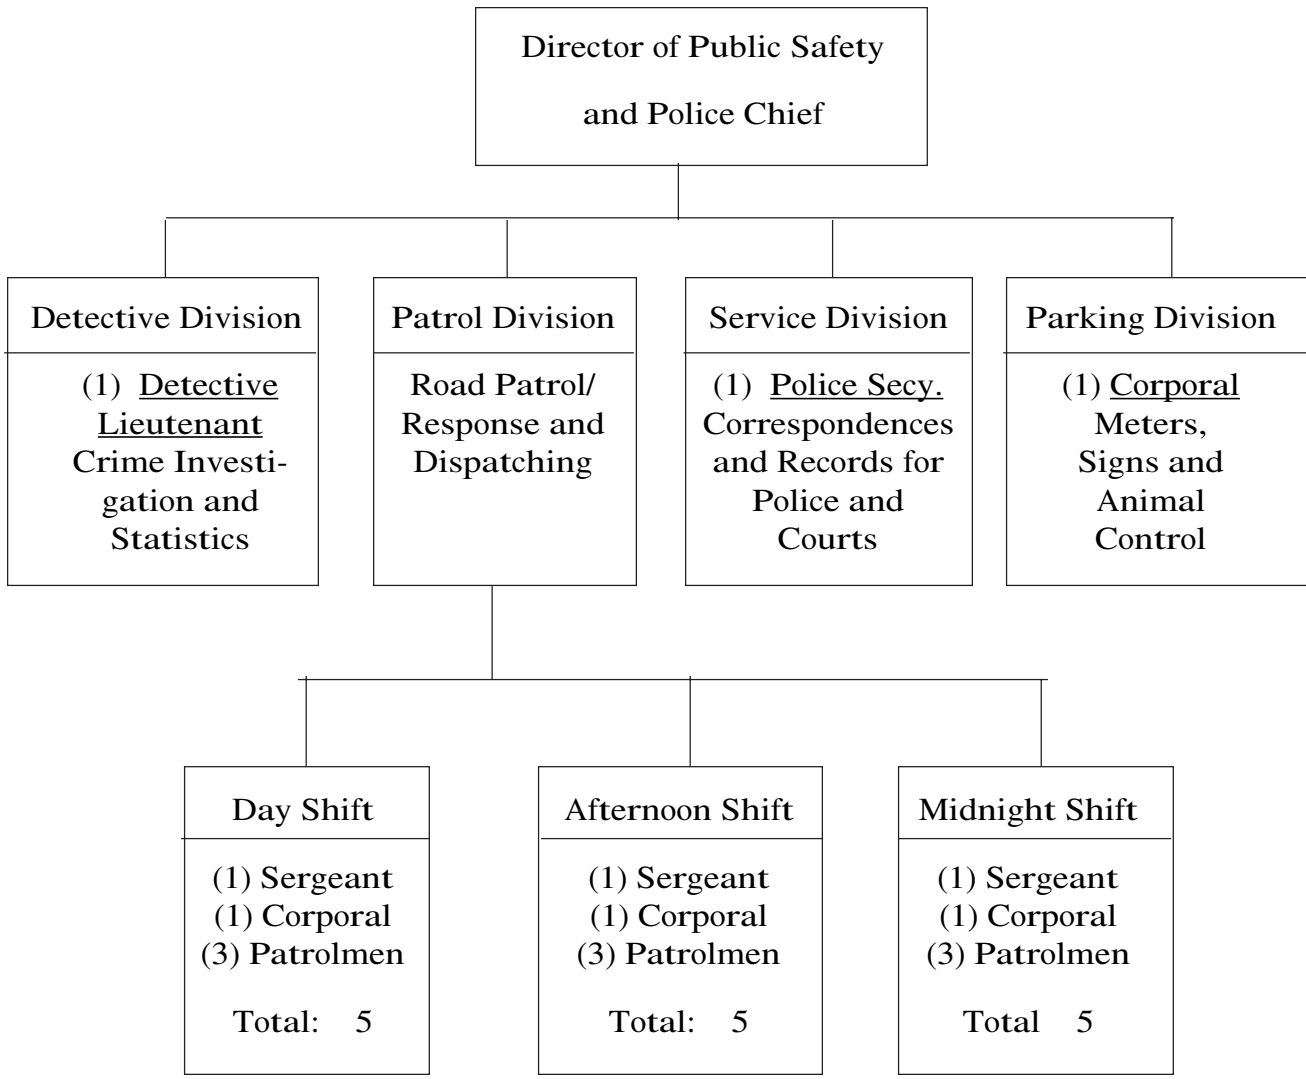 Director of Public Safety
and Police Chief
Detective Division
(1) Detective
Lieutenant
Crime Investi-
gation and
Statistics
Patrol Division
Road Patrol/
Response and
Dispatching
Service Division
(1) Police Secy.
Correspondences
and Records for
Police and
Courts
Parking Division
(1) Corporal
Meters,
Signs and
Animal
Control
Day Shift
(1) Sergeant
(1) Corporal
(3) Patrolmen
Total: 5
Afternoon Shift
(1) Sergeant
(1) Corporal
(3) Patrolmen
Total: 5
Midnight Shift
(1) Sergeant
(1) Corporal
(3) Patrolmen
Total 5